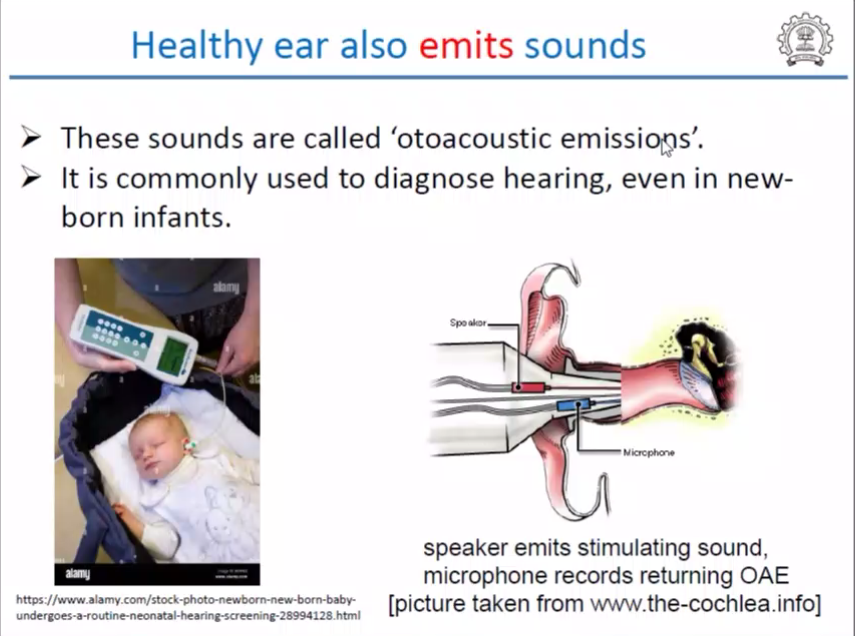 Healthy ear also emits sounds
➤ These sounds are called ‘otoacoustic emissions’.
➤ It is commonly used to diagnose hearing, even in new-
born infants.
alamy
alamy
Speaker
Microphone
speaker emits stimulating sound,
microphone records returning OAE
[picture taken from www.the-cochlea.info]
https://www.alamy.com/stock-photo-newborn-new-born-baby-
undergoes-a-routine-neonatal-hearing-screening-28994128.html